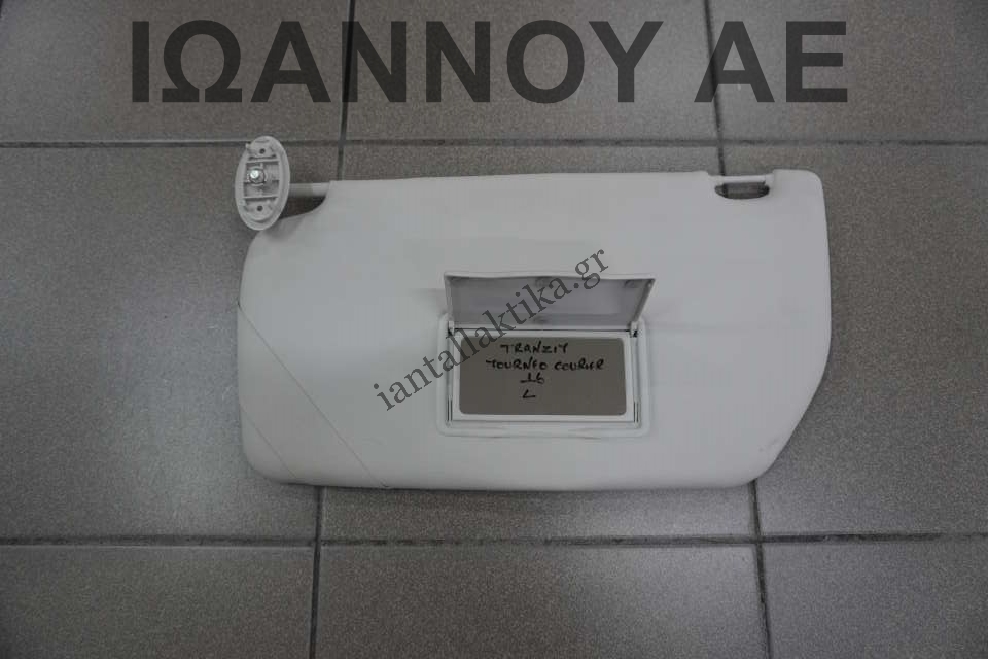 ΙΩΑΝΝΟΥ ΑΕ
iantallaktika.gr
TRANZIT
TOURNEO COURIER
16
L